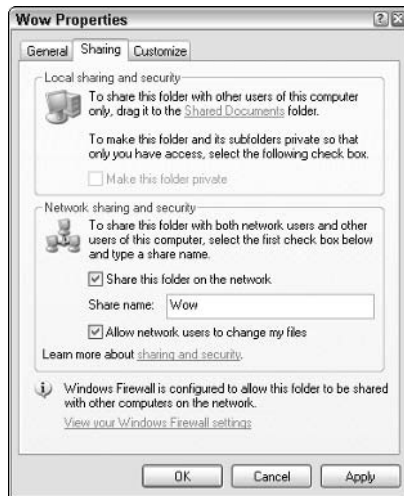 Wow Properties
General Sharing Customize
Local sharing and security
To share this folder with other users of this computer
only, drag it to the Shared Documents folder.
To make this folder and its subfolders private so that
only you have access, select the following check box.
Make this folder private
Network sharing and security
To share this folder with both network users and other
users of this computer, select the first check box below
and type a share name.
Share this folder on the network
Share name: Wow
Allow network users to change my files
Learn more about sharing and security.
Windows Firewall is configured to allow this folder to be shared
with other computers on the network.
View your Windows Firewall settings
OK Cancel Apply